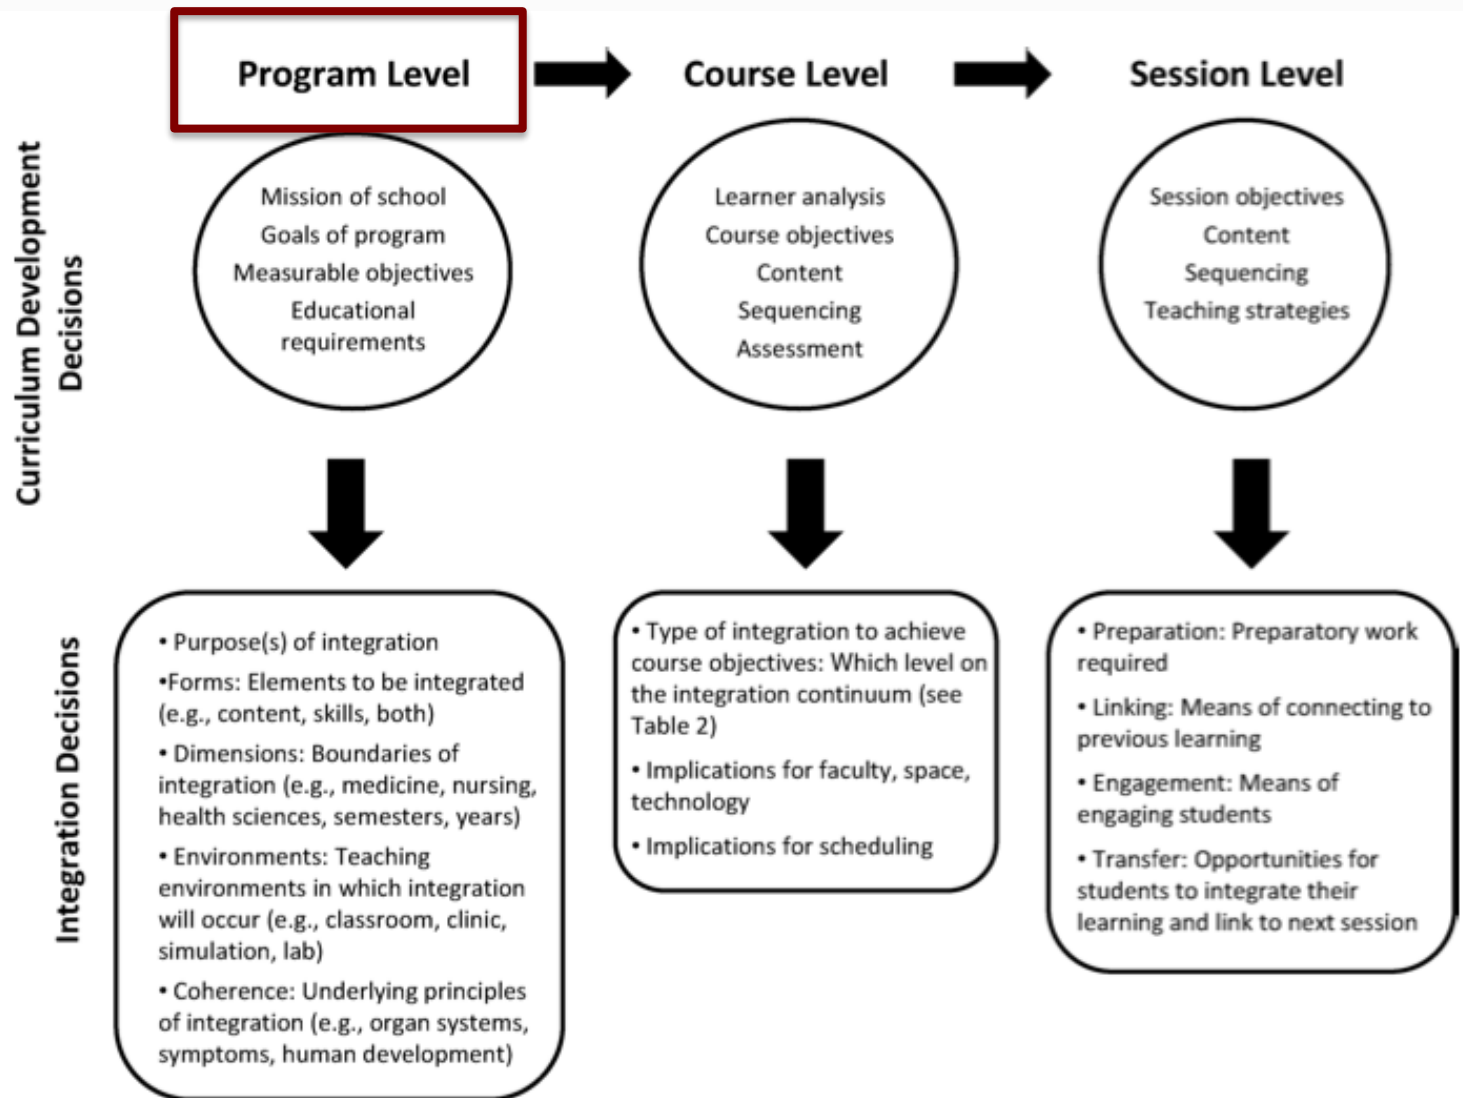 Program Level
Course Level
Session Level
Curriculum Development
Decisions
Mission of school
Goals of program
Measurable objectives
Educational
requirements
Learner analysis
Course objectives
Content
Sequencing
Assessment
Session objectives
Content
Sequencing
Teaching strategies
Integration Decisions
• Purpose(s) of integration
•Forms: Elements to be integrated
(e.g., content, skills, both)
• Dimensions: Boundaries of
integration (e.g., medicine, nursing,
health sciences, semesters, years)
• Environments: Teaching
environments in which integration
will occur (e.g., classroom, clinic,
simulation, lab)
• Coherence: Underlying principles
of integration (e.g., organ systems,
symptoms, human development)
• Type of integration to achieve
course objectives: Which level on
the integration continuum (see
Table 2)
• Implications for faculty, space,
technology
• Implications for scheduling
• Preparation: Preparatory work
required
• Linking: Means of connecting to
previous learning
• Engagement: Means of
engaging students
• Transfer: Opportunities for
students to integrate their
learning and link to next session